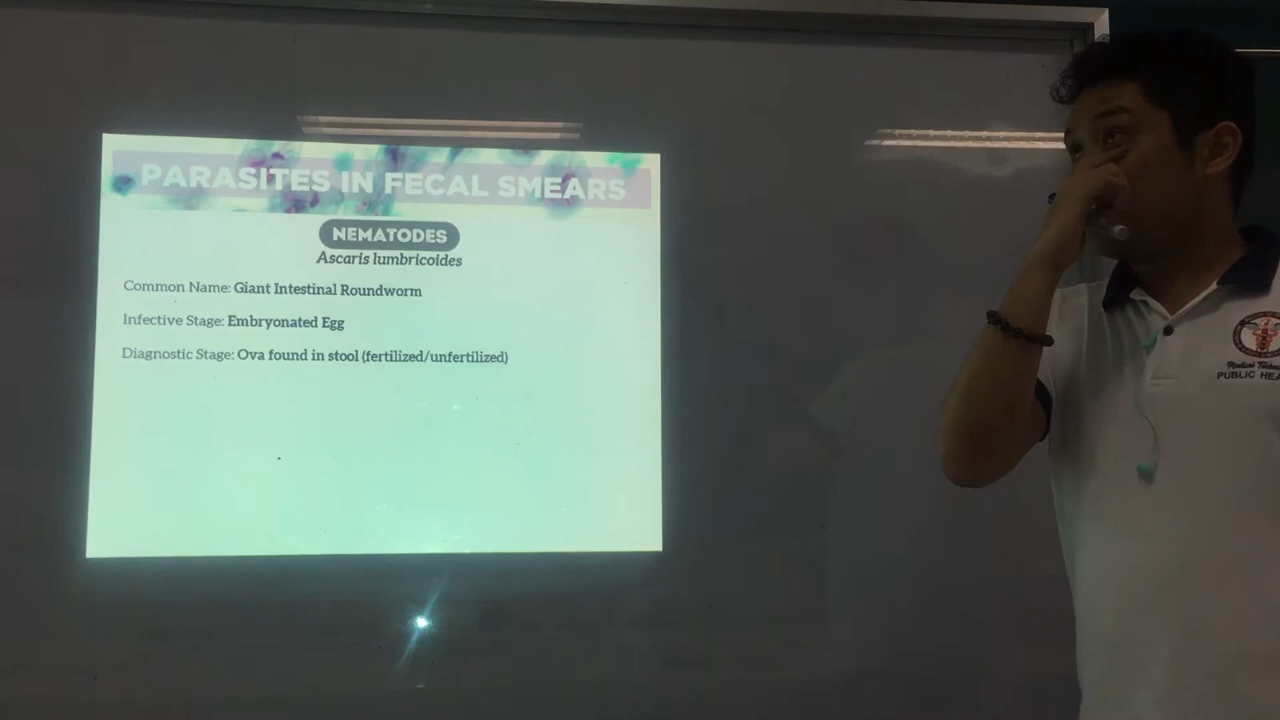 PARASITES IN FECAL SMEARS
NEMATODES
Ascaris lumbricoides
Common Name: Giant Intestinal Roundworm
Infective Stage: Embryonated Egg
Diagnostic Stage: Ova found in stool (fertilized/unfertilized)
Medical
PUBLIC